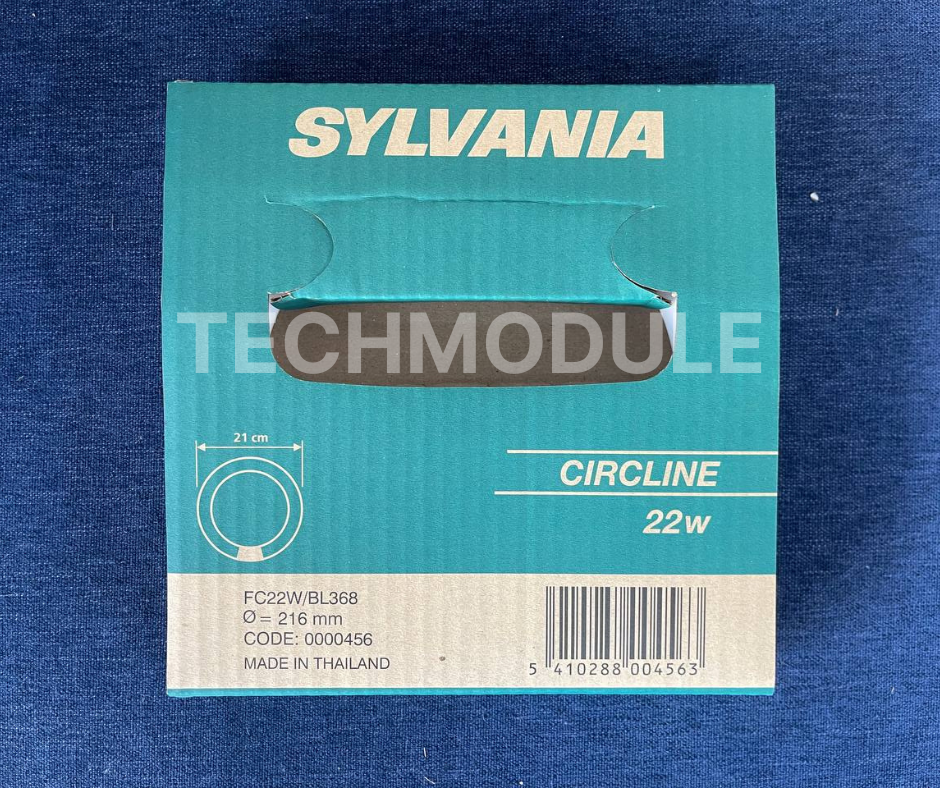 SYLVANIA
TECHMODULE
21 cm
CIRCLINE
22W
FC22W/BL368
Ø = 216 mm
CODE: 0000456
MADE IN THAILAND
5 410288 004563